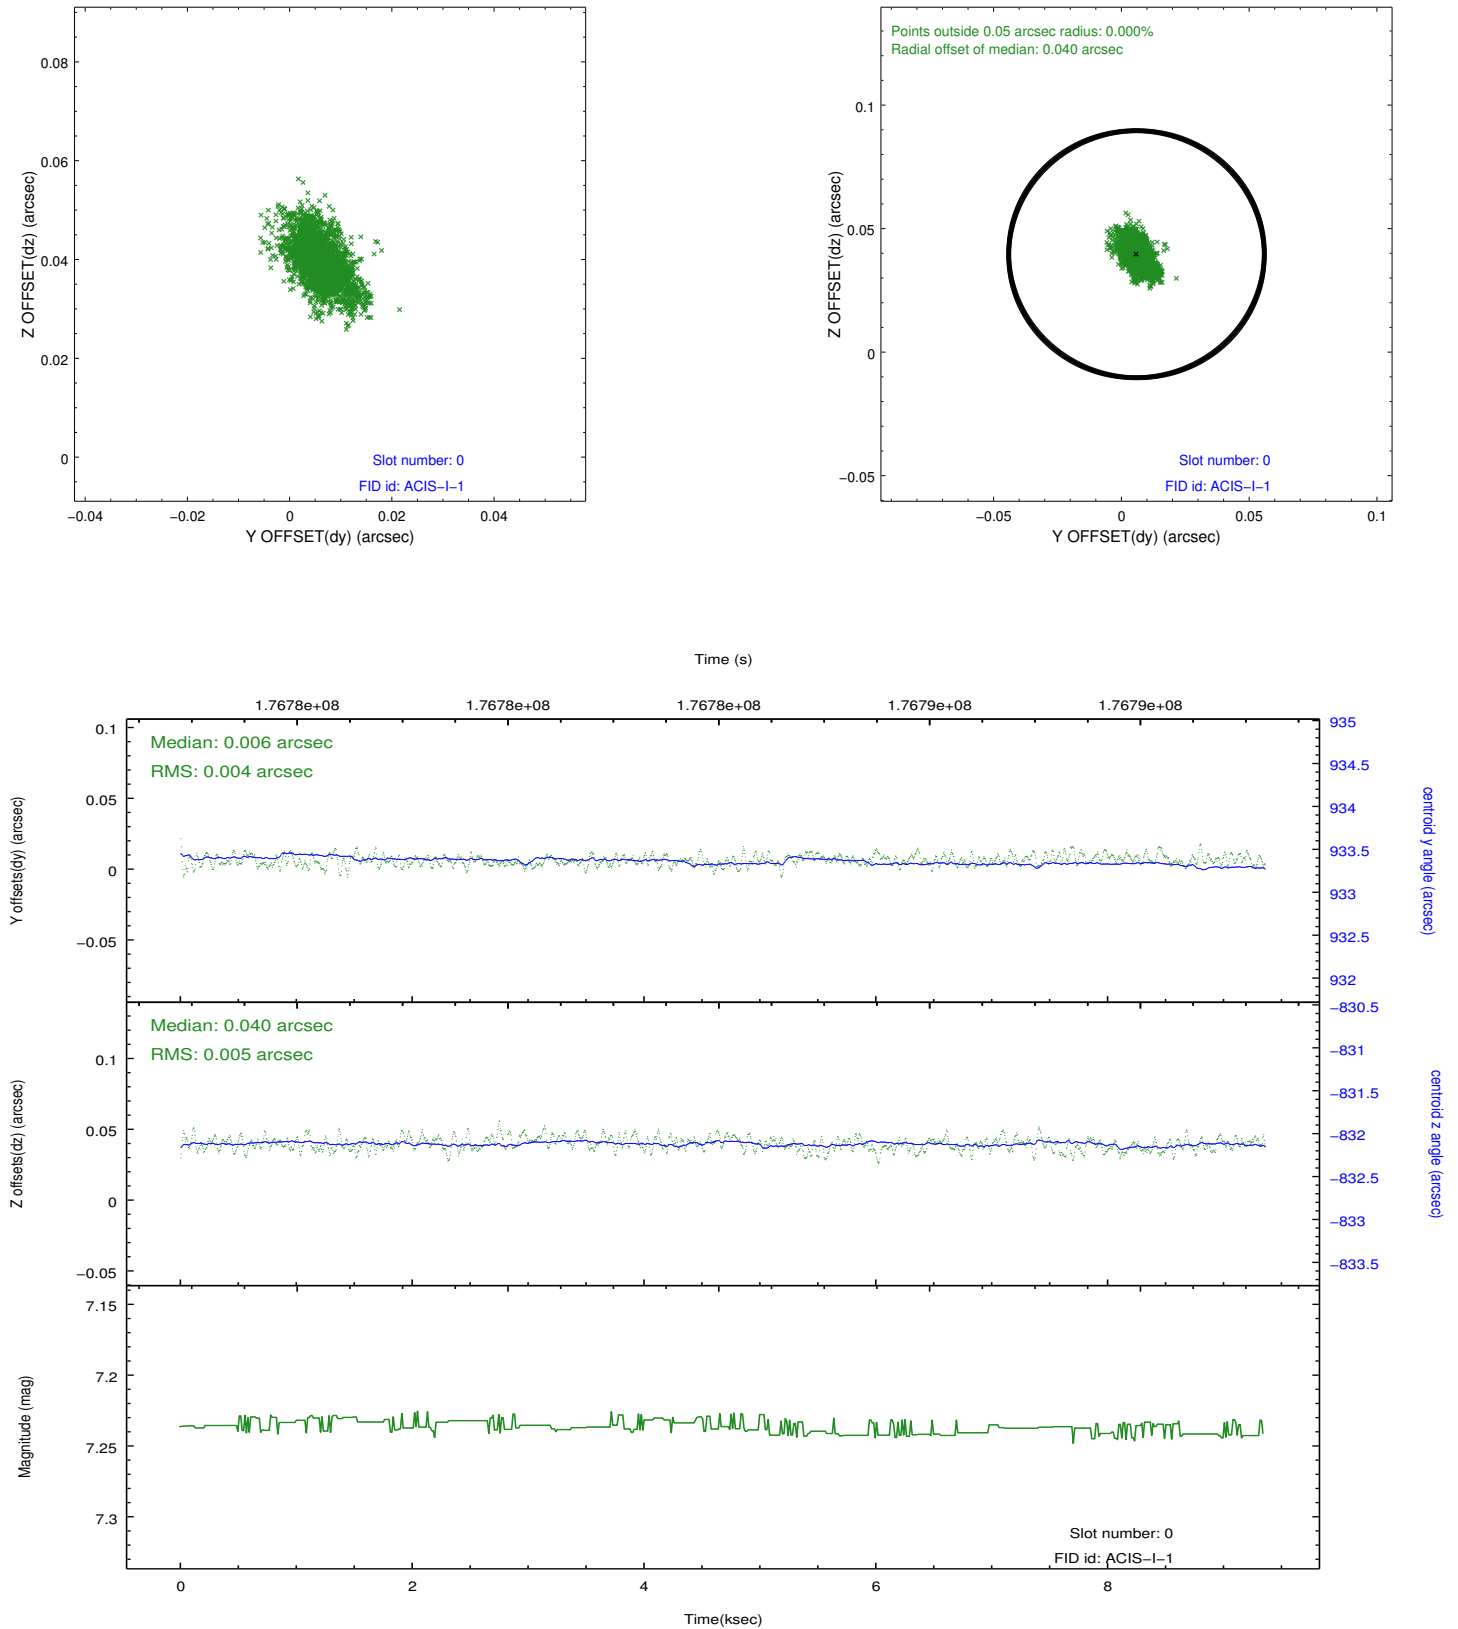 0.08
0.06
0.04
0.02
0
Z OFFSET(dz) (arcsec)
Slot number: 0
FID id: ACIS−I−1
−0.04
−0.02
0
0.02
0.04
Y OFFSET(dy) (arcsec)
Points outside 0.05 arcsec radius: 0.000%
Radial offset of median: 0.040 arcsec
0.1
0.05
0
−0.05
Z OFFSET(dz) (arcsec)
Slot number: 0
FID id: ACIS−I−1
−0.05
0
0.05
0.1
Y OFFSET(dy) (arcsec)
Time (s)
1.7678e+08
1.7678e+08
1.7678e+08
1.7679e+08
1.7679e+08
Median: 0.006 arcsec
RMS: 0.004 arcsec
0.1
0.05
0
−0.05
Y offsets(dy) (arcsec)
935
934.5
934
933.5
933
932.5
932
centroid y angle (arcsec)
Median: 0.040 arcsec
RMS: 0.005 arcsec
0.1
0.05
0
−0.05
Z offsets(dz) (arcsec)
−830.5
−831
−831.5
−832
−832.5
−833
−833.5
centroid z angle (arcsec)
7.15
7.2
7.25
7.3
Magnitude (mag)
Slot number: 0
FID id: ACIS−I−1
0
2
4
6
8
Time(ksec)